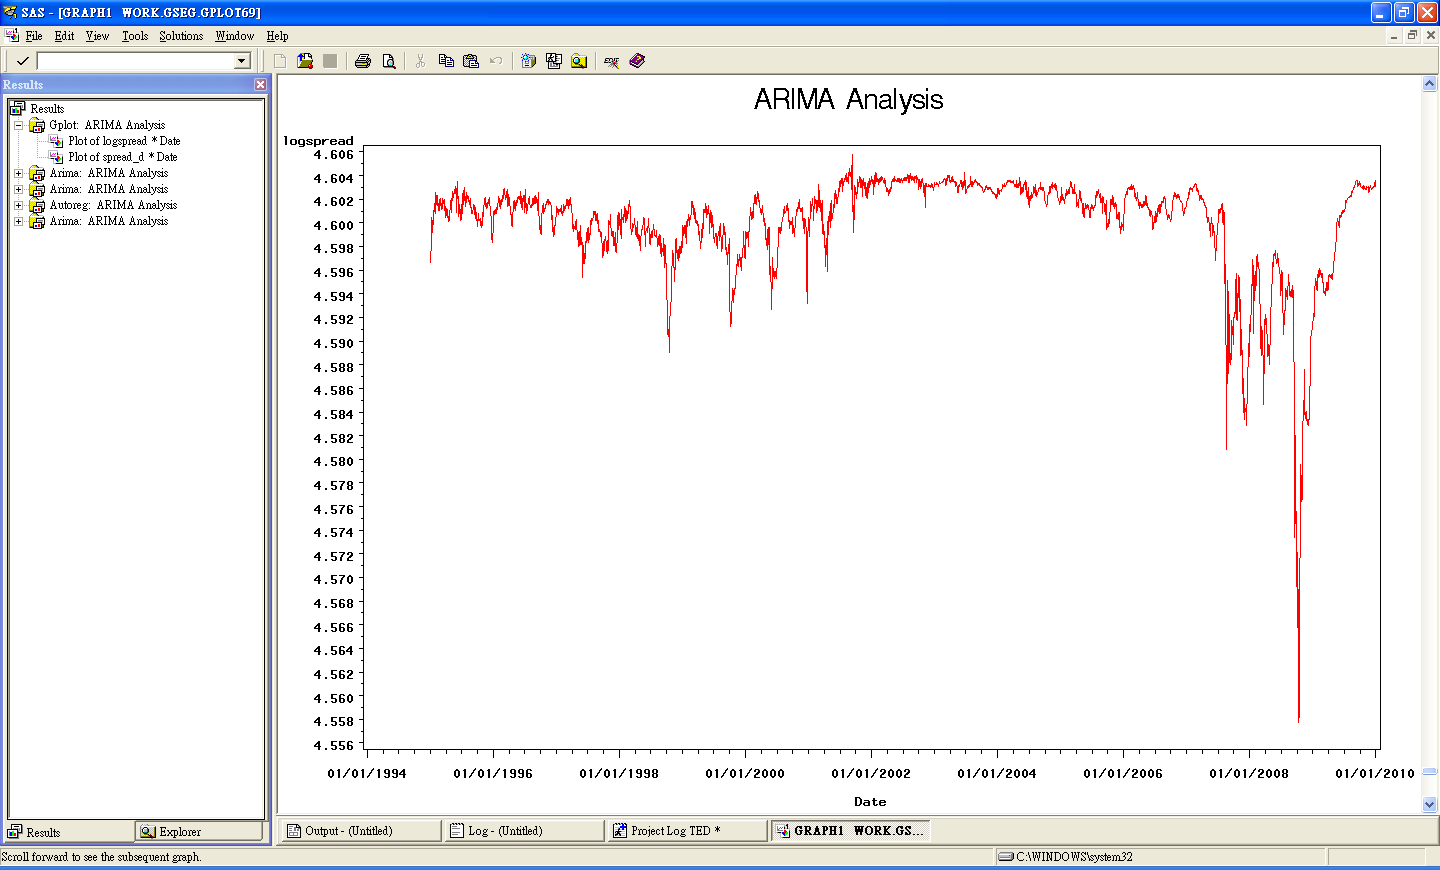 SAS - [GRAPH1 WORK.GSEG.GPLOT69]
File Edit View Tools Solutions Window Help
Results
Results
Gplot: ARIMA Analysis
Plot of logspread * Date
Plot of spread_d * Date
Arima: ARIMA Analysis
Arima: ARIMA Analysis
Autoreg: ARIMA Analysis
Arima: ARIMA Analysis
ARIMA Analysis
logspread
4.606
4.604
4.602
4.600
4.598
4.596
4.594
4.592
4.590
4.588
4.586
4.584
4.582
4.580
4.578
4.576
4.574
4.572
4.570
4.568
4.566
4.564
4.562
4.560
4.558
4.556
01/01/1994 01/01/1996 01/01/1998 01/01/2000 01/01/2002 01/01/2004 01/01/2006 01/01/2008 01/01/2010
Date
Results Explorer
Output - (Untitled) Log - (Untitled) Project Log TED * GRAPH1 WORK.GS...
Scroll forward to see the subsequent graph. C:\WINDOWS\system32